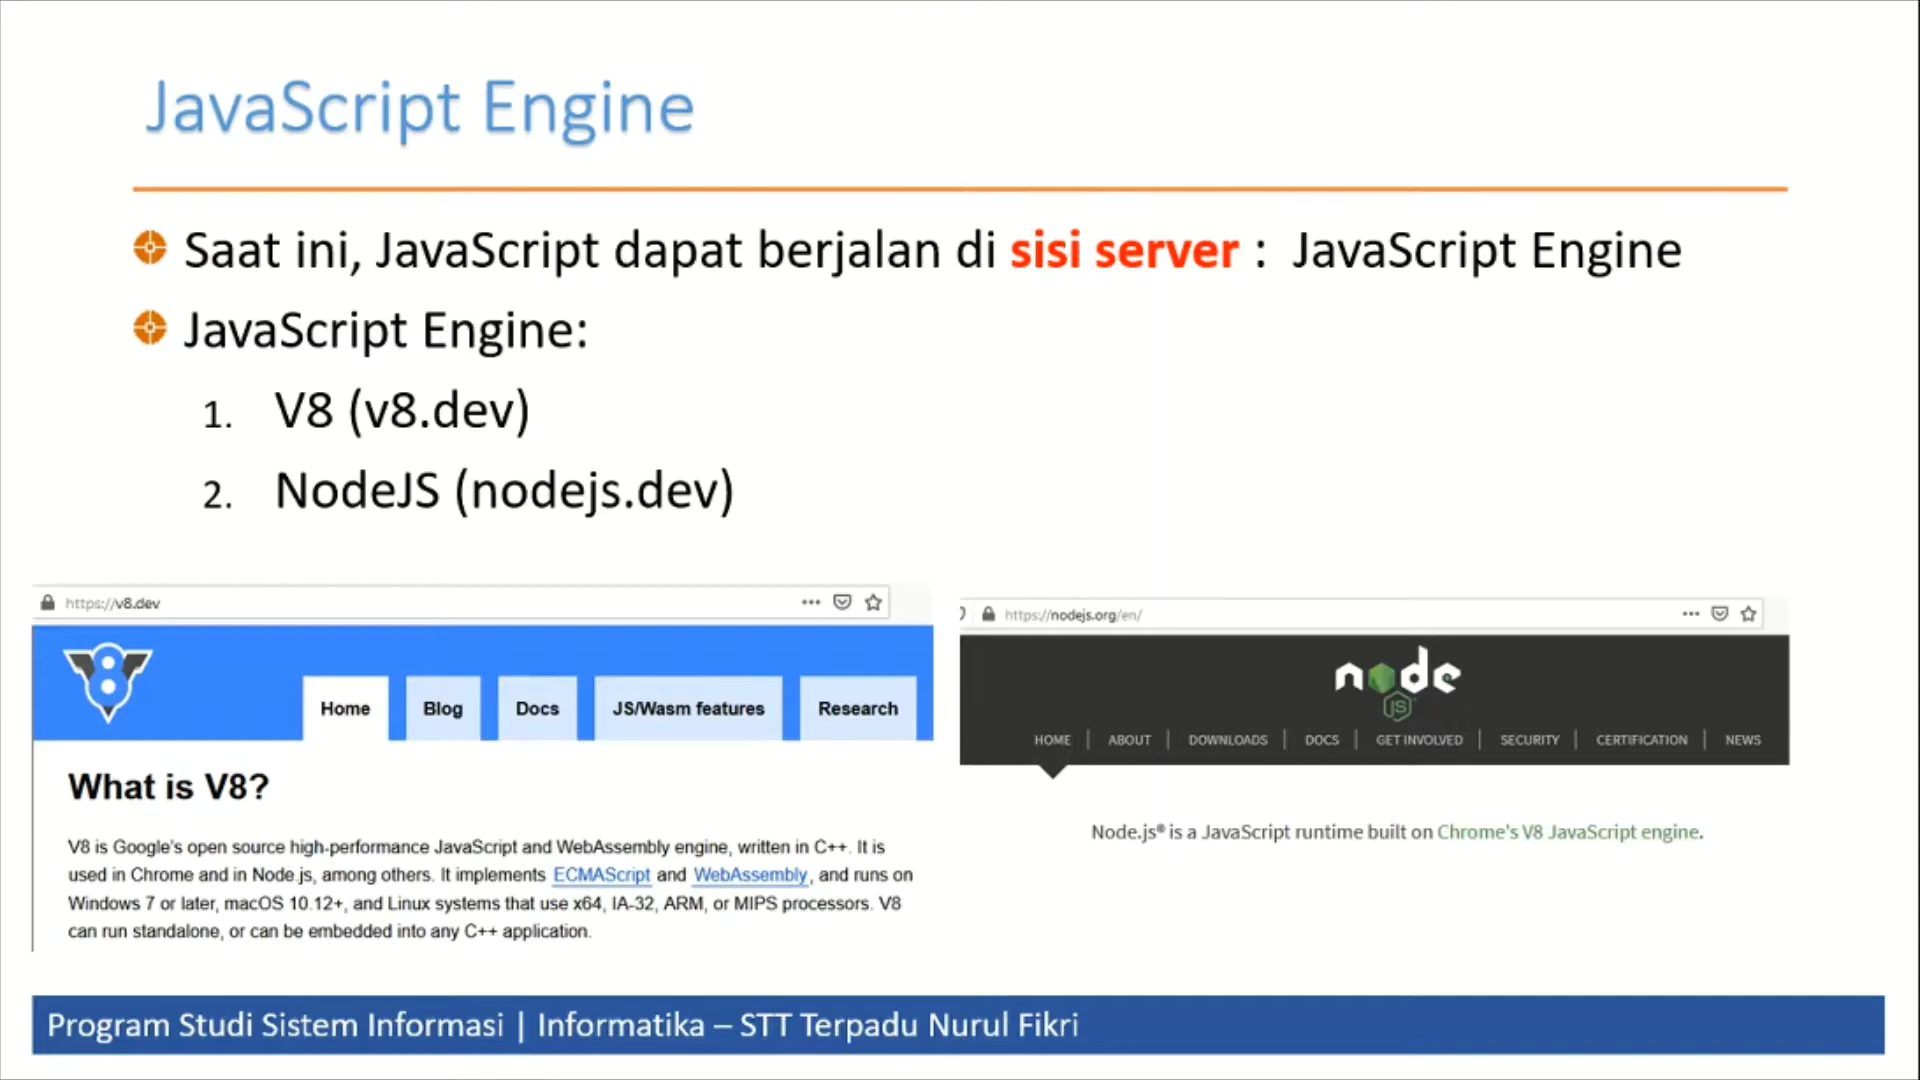 JavaScript Engine
Saat ini, JavaScript dapat berjalan di sisi server : JavaScript Engine
JavaScript Engine:
1. V8 (v8.dev)
2. NodeJS (nodejs.dev)
https://v8.dev
Home Blog Docs JS/Wasm features Research
What is V8?
V8 is Google's open source high-performance JavaScript and WebAssembly engine, written in C++. It is
used in Chrome and in Node.js, among others. It implements ECMAScript and WebAssembly, and runs on
Windows 7 or later, macOS 10.12+, and Linux systems that use x64, IA-32, ARM, or MIPS processors. V8
can run standalone, or can be embedded into any C++ application.
https://nodejs.org/en/
node
JS
HOME | ABOUT | DOWNLOADS | DOCS | GET INVOLVED | SECURITY | CERTIFICATION | NEWS
Node.js® is a JavaScript runtime built on Chrome's V8 JavaScript engine.
Program Studi Sistem Informasi | Informatika – STT Terpadu Nurul Fikri